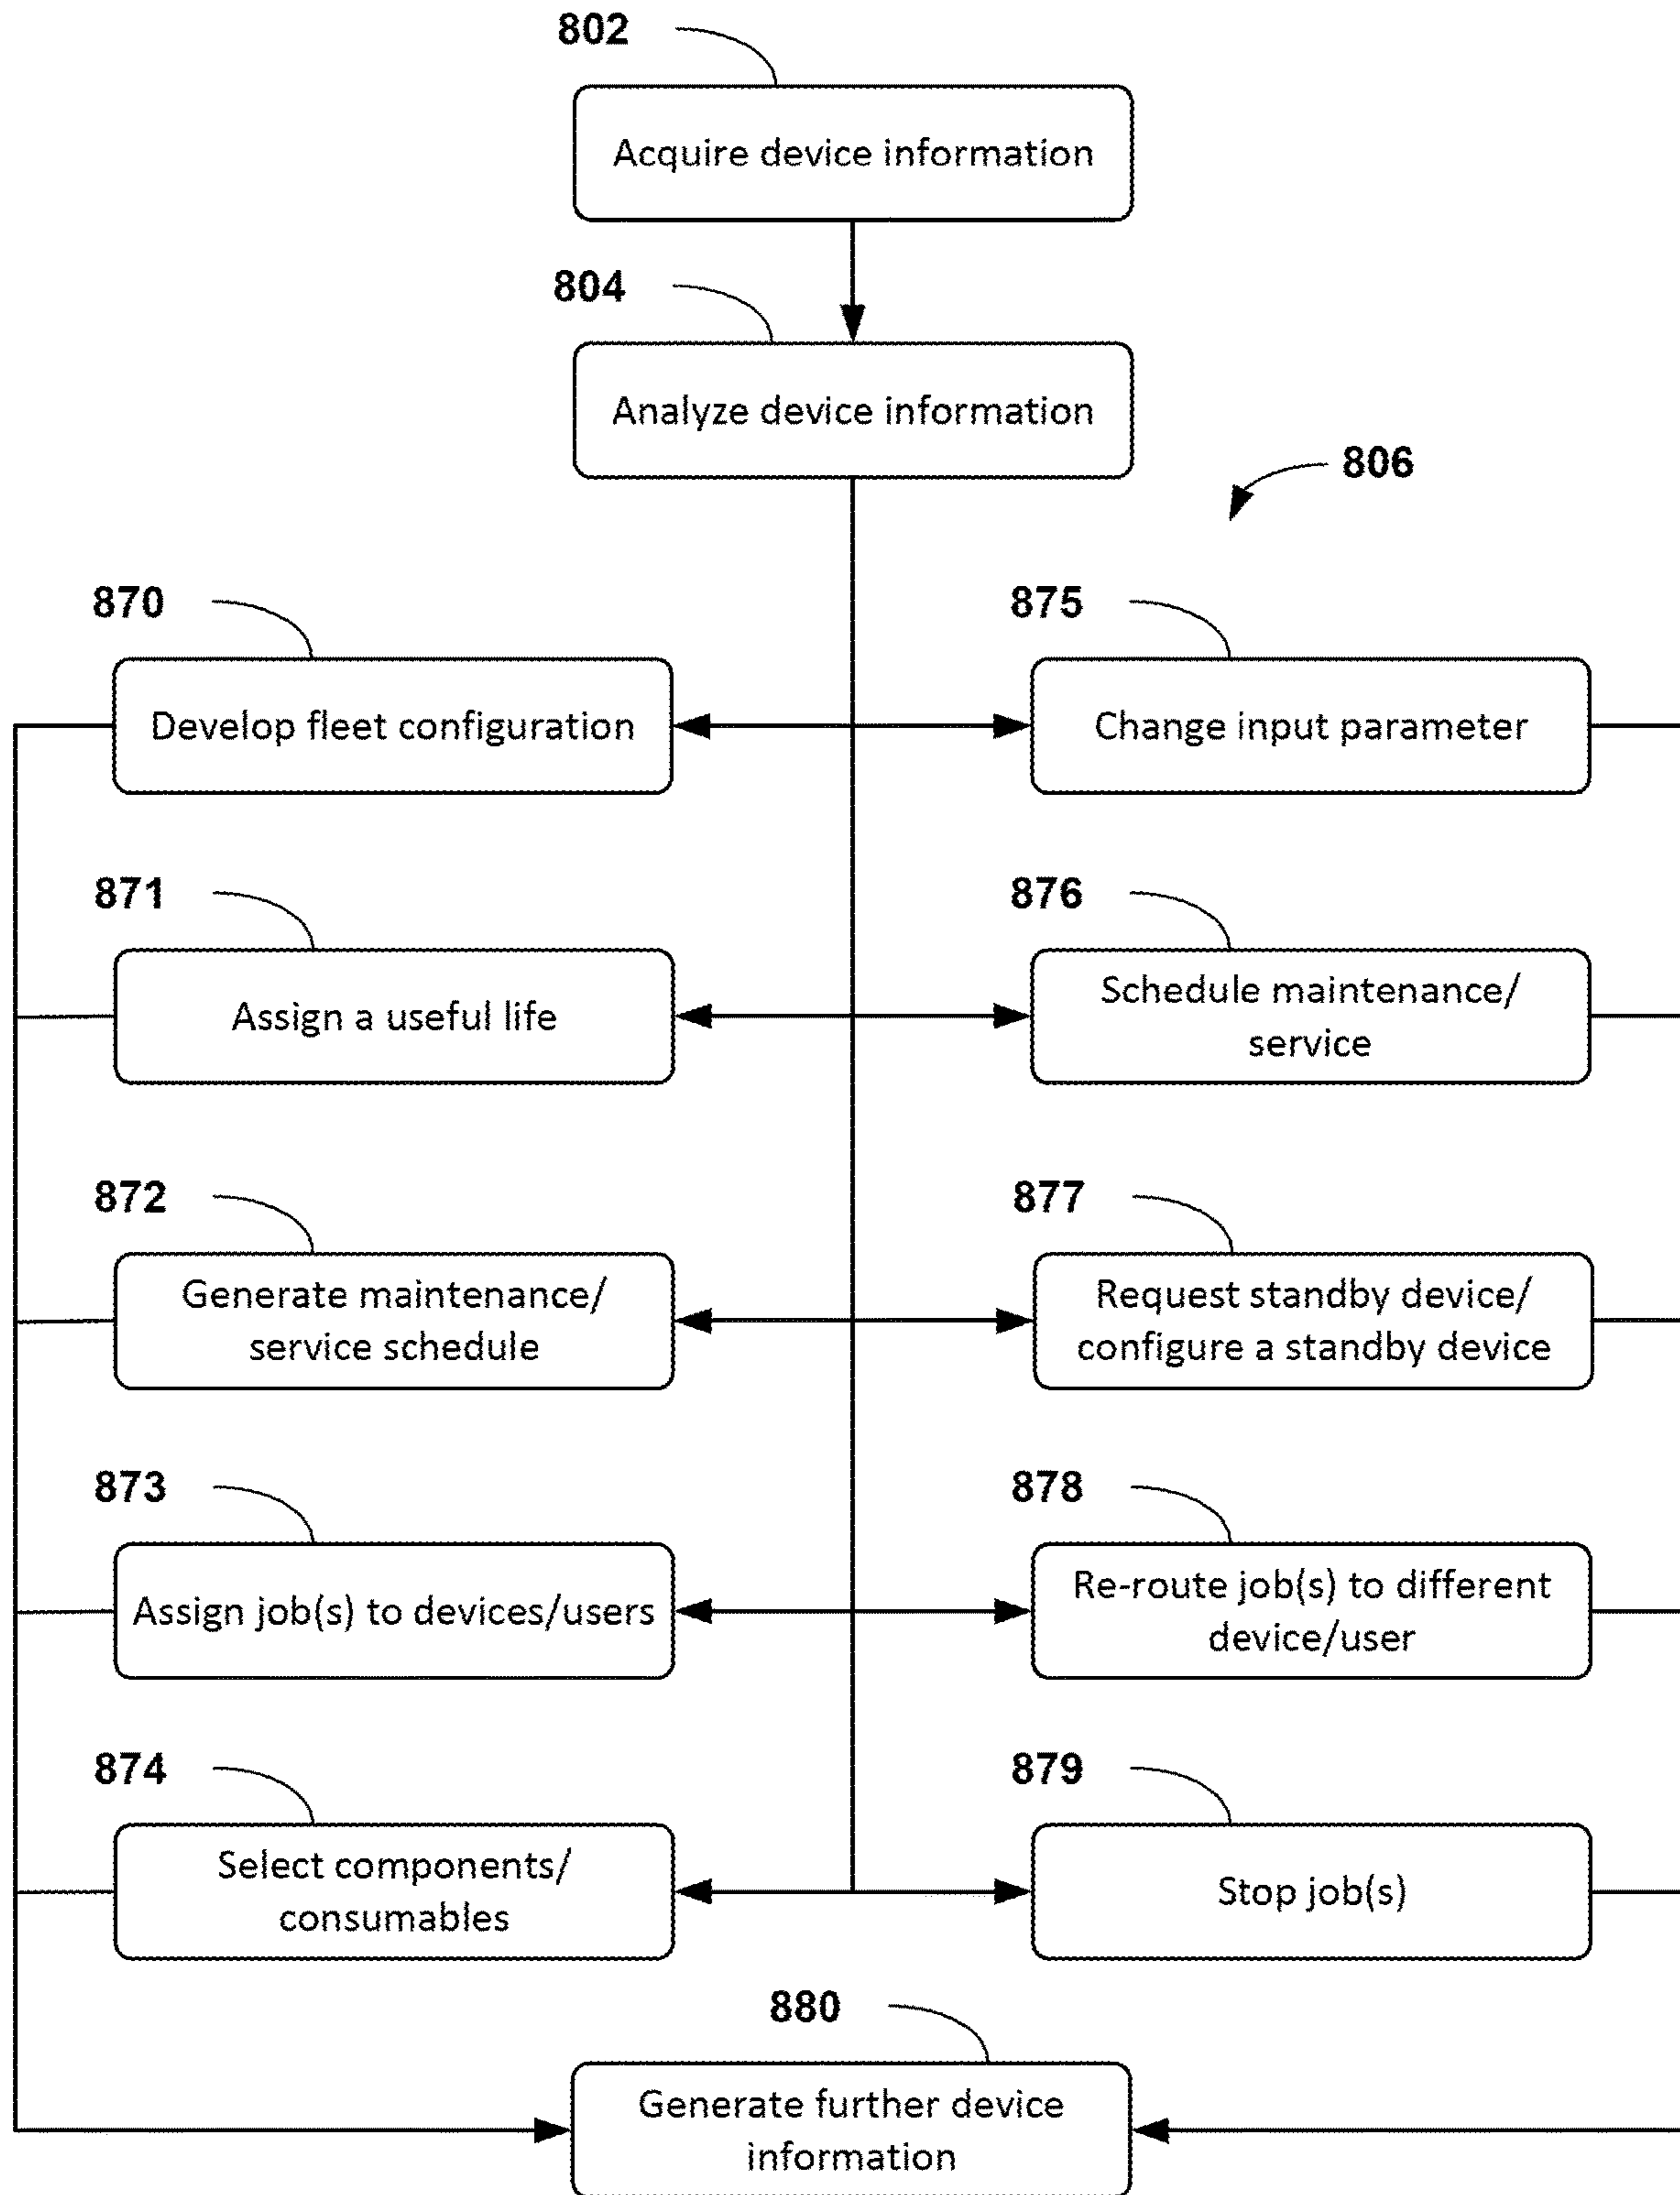 802
Acquire device information
804
Analyze device information
806
870
Develop fleet configuration
875
Change input parameter
871
Assign a useful life
876
Schedule maintenance/
service
872
Generate maintenance/
service schedule
877
Request standby device/
configure a standby device
873
Assign job(s) to devices/users
878
Re-route job(s) to different
device/user
874
Select components/
consumables
879
Stop job(s)
880
Generate further device
information